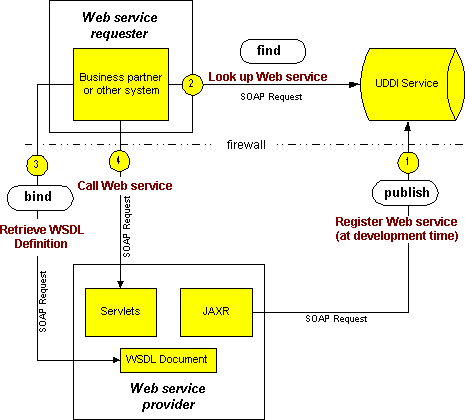 Web service
requester
find
Business partner
or other system
2
Look up Web service
SOAP Request
UDDI Service
firewall
3
4
1
bind
Call Web service
publish
Retrieve WSDL
Definition
Register Web service
(at development time)
SOAP Request
SOAP Request
Servlets
JAXR
SOAP Request
WSDL Document
Web service
provider